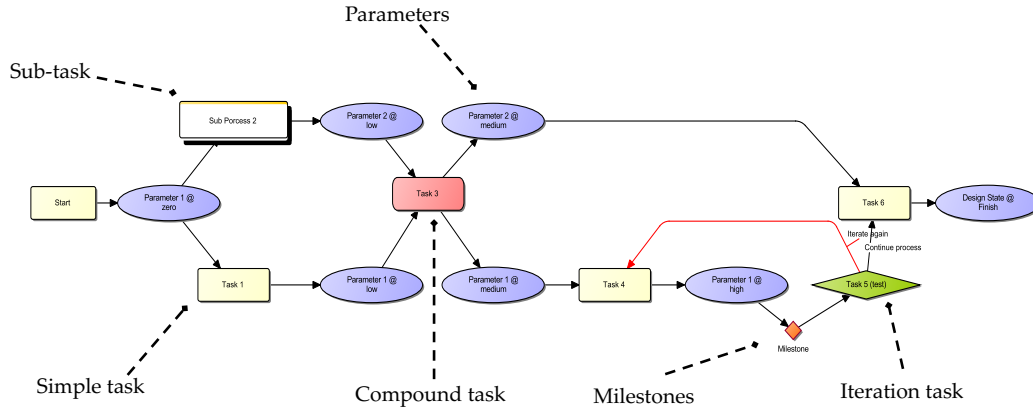 Parameters
Sub-task
Sub Porcess 2
Parameter 2 @
low
Parameter 2 @
medium
Start
Parameter 1 @
zero
Task 3
Task 6
Design State @
Finish
Iterate again
Continue process
Task 1
Parameter 1 @
low
Parameter 1 @
medium
Task 4
Parameter 1 @
high
Task 5 (test)
Milestone
Simple task
Compound task
Milestones
Iteration task